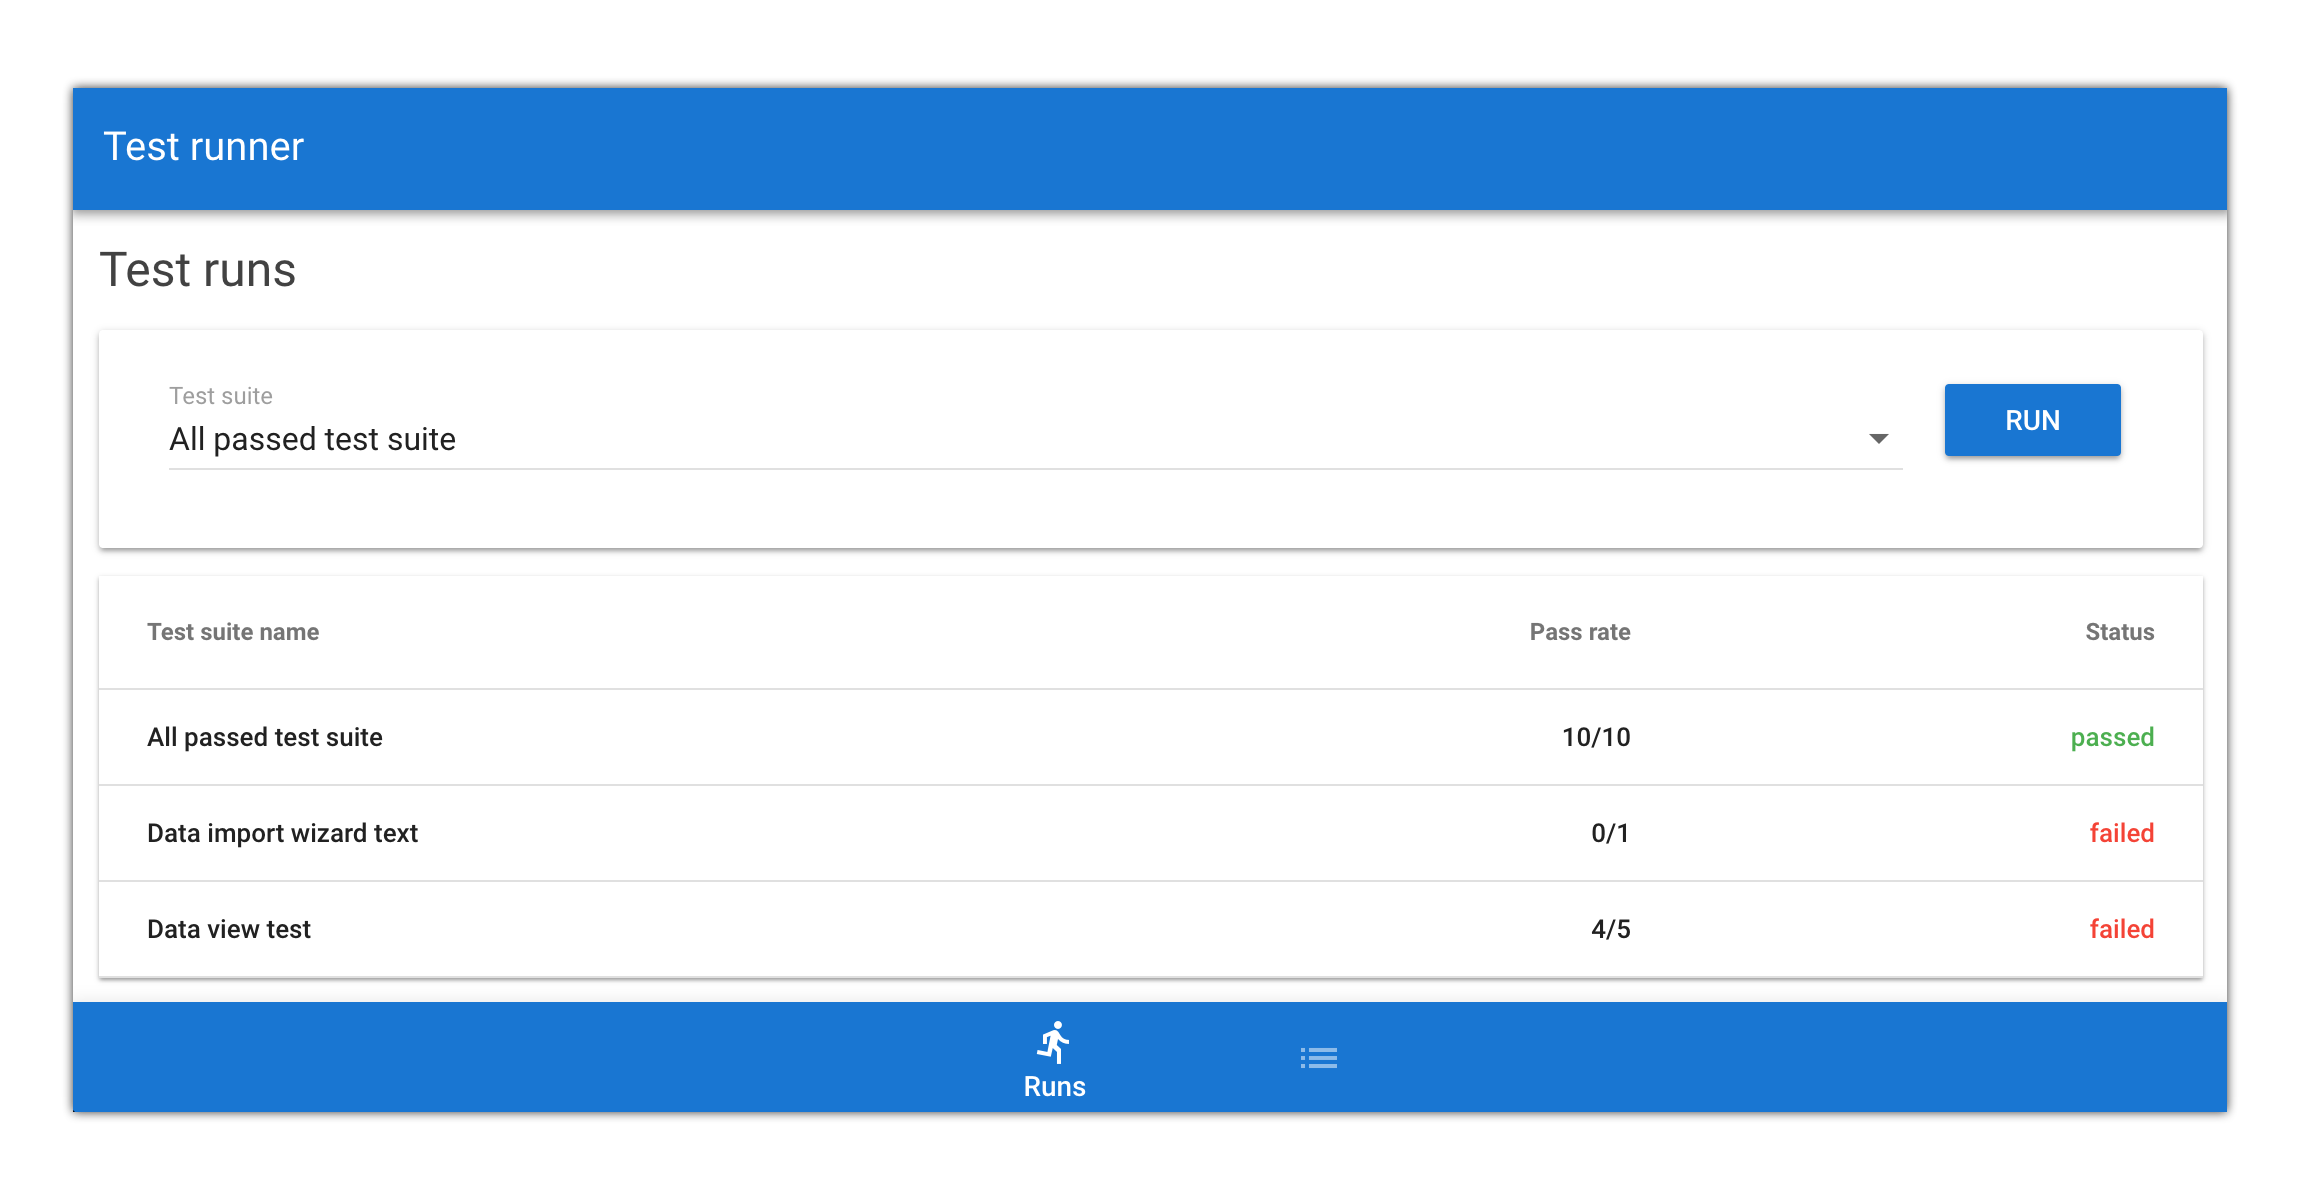 Test runner
Test runs
Test suite
All passed test suite
RUN
Test suite name Pass rate Status
All passed test suite 10/10 passed
Data import wizard text 0/1 failed
Data view test 4/5 failed
Runs